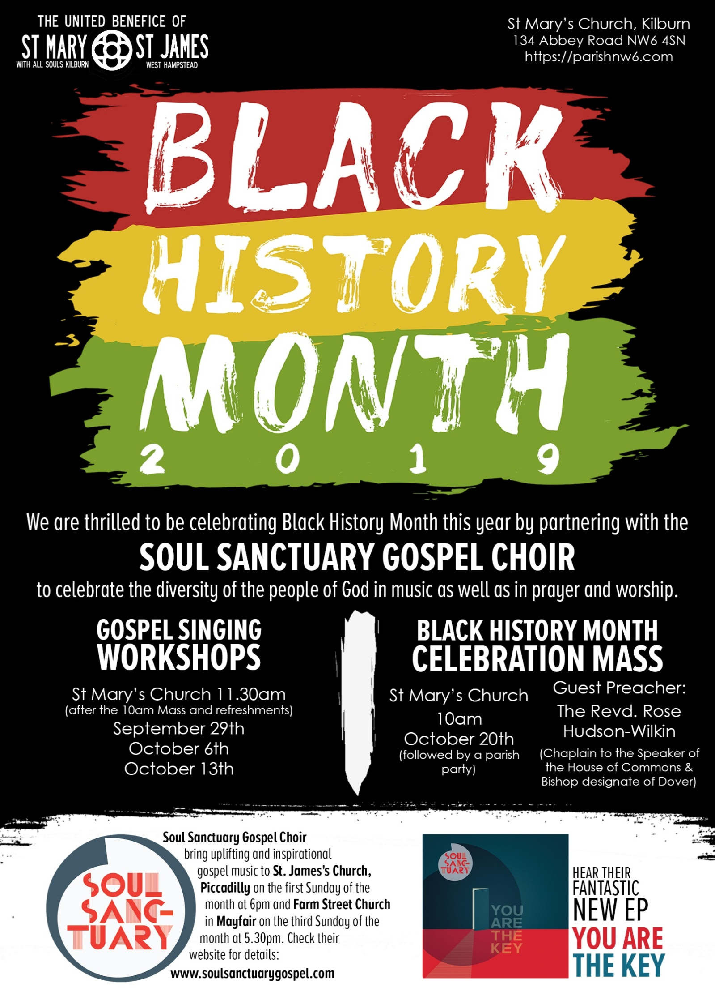 THE UNITED BENEFICE OF
ST MARY ST JAMES
WITH ALL SOULS KILBURN WEST HAMPSTEAD
St Mary's Church, Kilburn
134 Abbey Road NW6 4SN
https://parishnw6.com
BLACK
HISTORY
MONTH
2019
We are thrilled to be celebrating Black History Month this year by partnering with the
SOUL SANCTUARY GOSPEL CHOIR
to celebrate the diversity of the people of God in music as well as in prayer and worship.
GOSPEL SINGING
WORKSHOPS
St Mary's Church 11.30am
(after the 10am Mass and refreshments)
September 29th
October 6th
October 13th
BLACK HISTORY MONTH
CELEBRATION MASS
St Mary's Church
10am
October 20th
(followed by a parish
party)
Guest Preacher:
The Revd. Rose
Hudson-Wilkin
(Chaplain to the Speaker of
the House of Commons &
Bishop designate of Dover)
SOUL
SANC-
TUARY
Soul Sanctuary Gospel Choir
bring uplifting and inspirational
gospel music to St. James's Church,
Piccadilly on the first Sunday of the
month at 6pm and Farm Street Church
in Mayfair on the third Sunday of the
month at 5.30pm. Check their
website for details:
www.soulsanctuarygospel.com
SOUL
SANC-
TUARY
YOU
ARE
THE
KEY
HEAR THEIR
FANTASTIC
NEW EP
YOU ARE
THE KEY